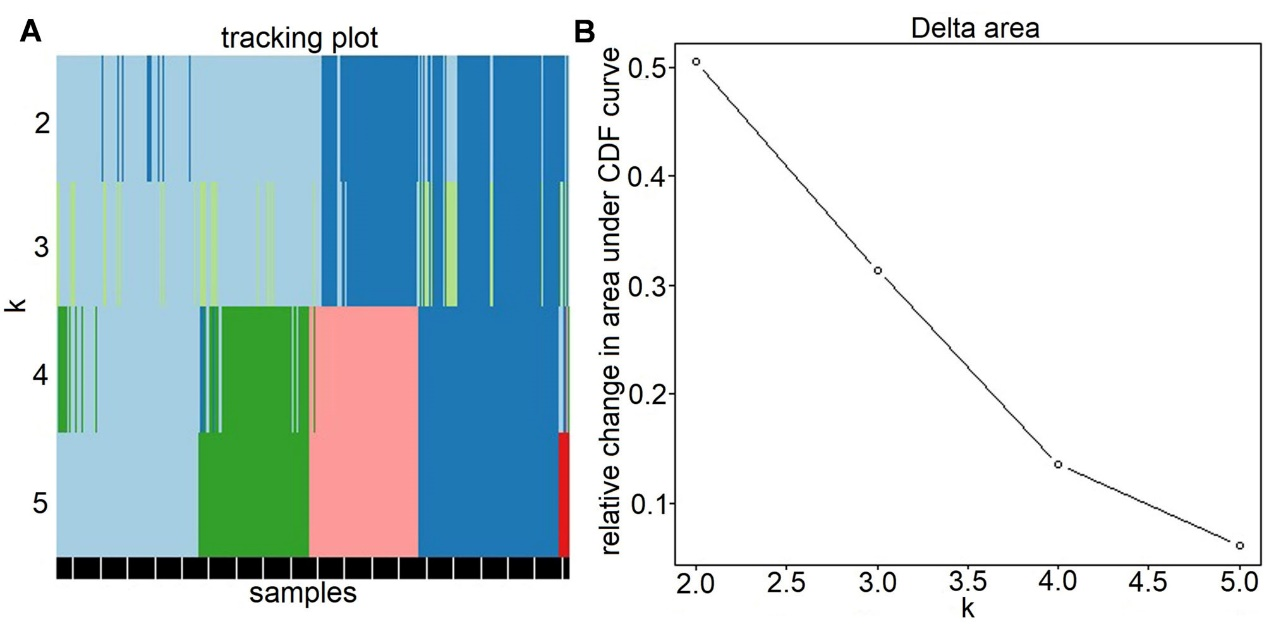 A
tracking plot
2
3
4
5
k
samples
B
Delta area
relative change in area under CDF curve
0.5
0.4
0.3
0.2
0.1
2.0 2.5 3.0 3.5 4.0 4.5 5.0
k